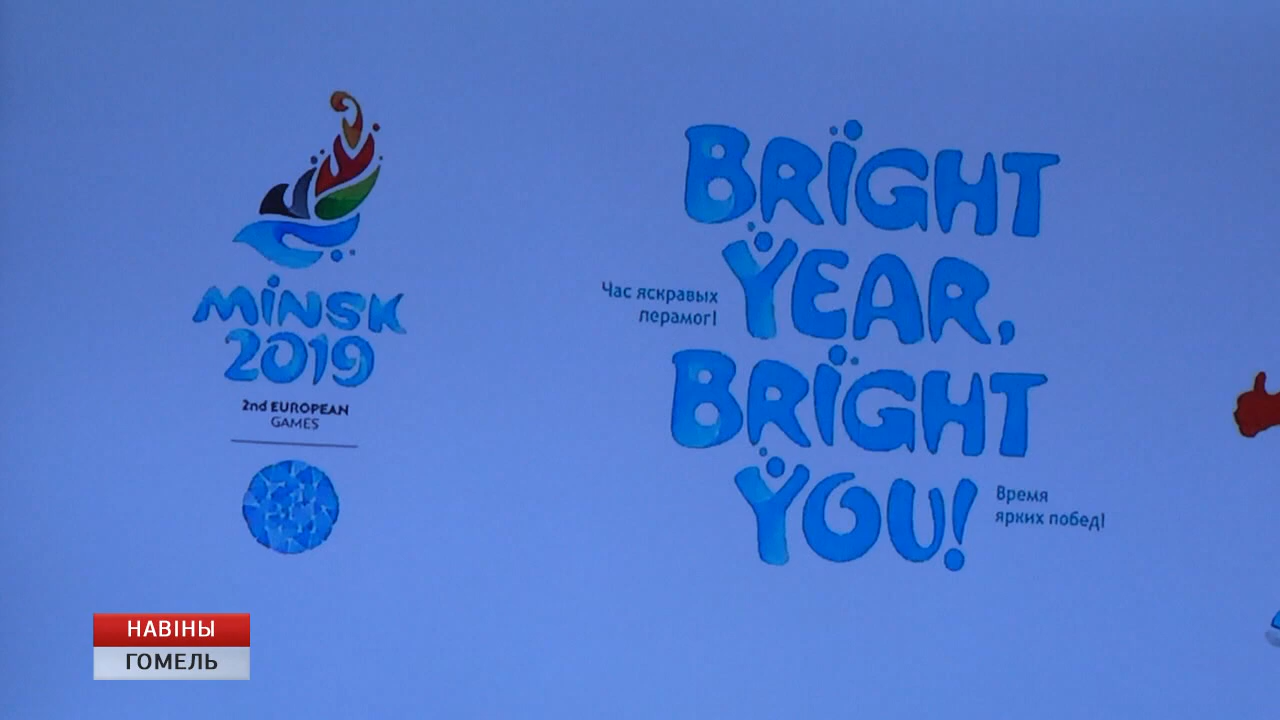 MINSK
2019
2nd EUROPEAN
GAMES
BRIGHT
YEAR,
BRIGHT
YOU!
Час яскравых
перамог!
Время
ярких побед!
НАВІНЫ
ГОМЕЛЬ